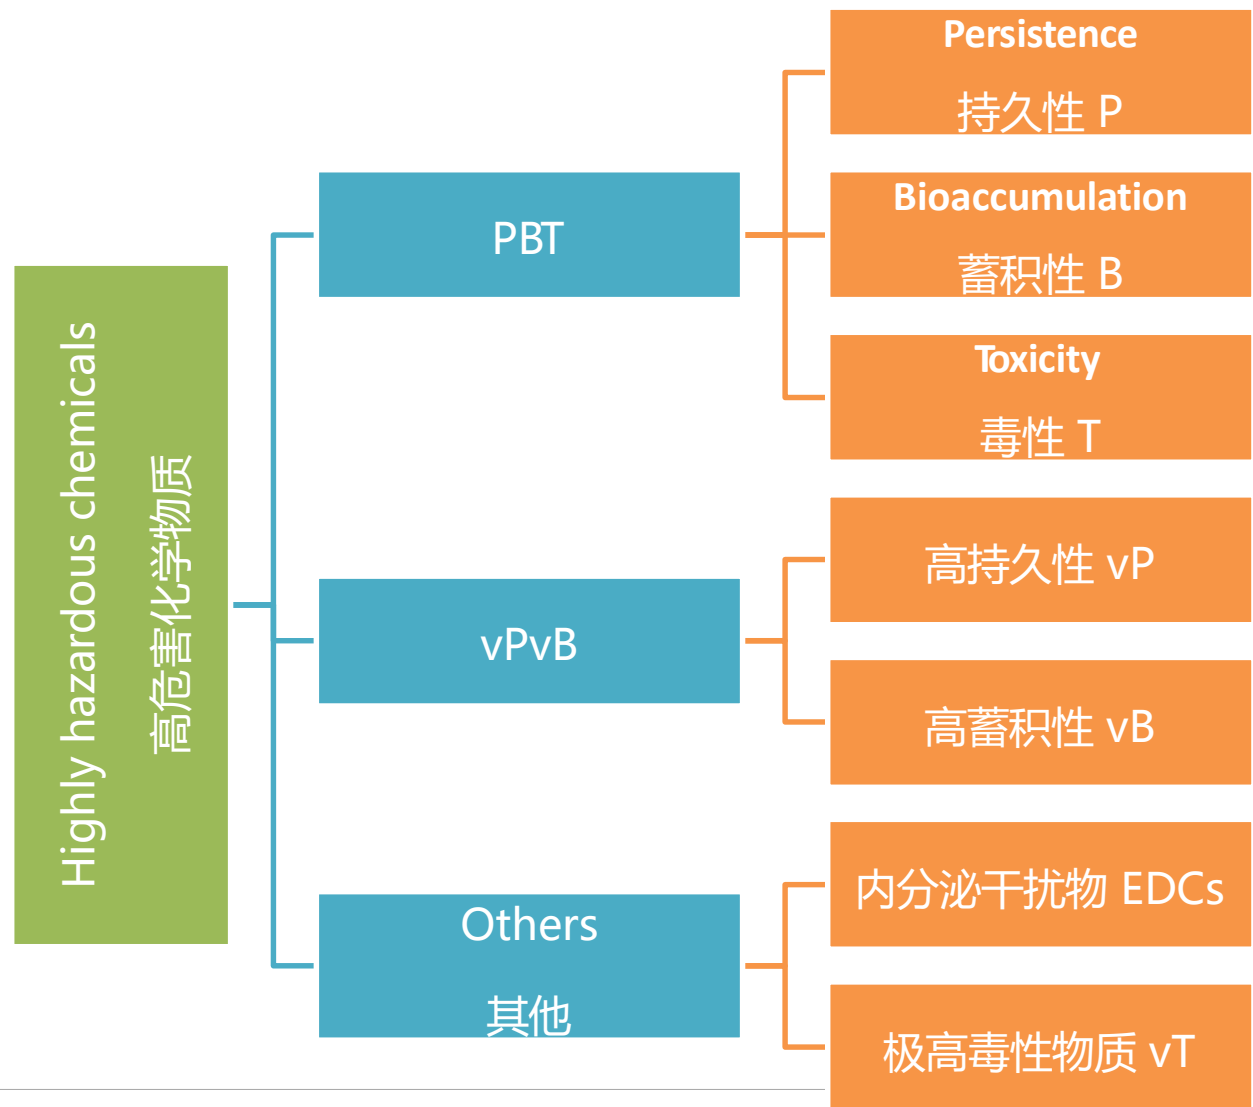 Highly hazardous chemicals
高危害化学物质
PBT
Persistence
持久性 P
Bioaccumulation
蓄积性 B
Toxicity
毒性 T
vPvB
高持久性 vP
高蓄积性 vB
Others
其他
内分泌干扰物 EDCs
极高毒性物质 vT